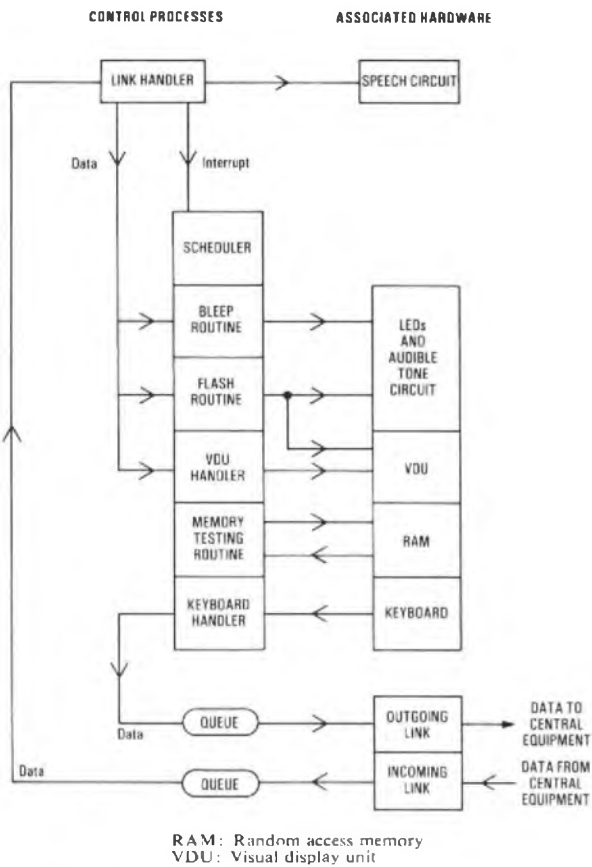 CONTROL PROCESSES
ASSOCIATED HARDWARE
LINK HANDLER
SPEECH CIRCUIT
Data
Interrupt
SCHEDULER
BLEEP
ROUTINE
LEDs
AND
AUDIBLE
TONE
CIRCUIT
FLASH
ROUTINE
VDU
HANDLER
VDU
MEMORY
TESTING
ROUTINE
RAM
KEYBOARD
HANDLER
KEYBOARD
Data
QUEUE
OUTGOING
LINK
DATA TO
CENTRAL
EQUIPMENT
Data
QUEUE
INCOMING
LINK
DATA FROM
CENTRAL
EQUIPMENT
RAM: Random access memory
VDU: Visual display unit